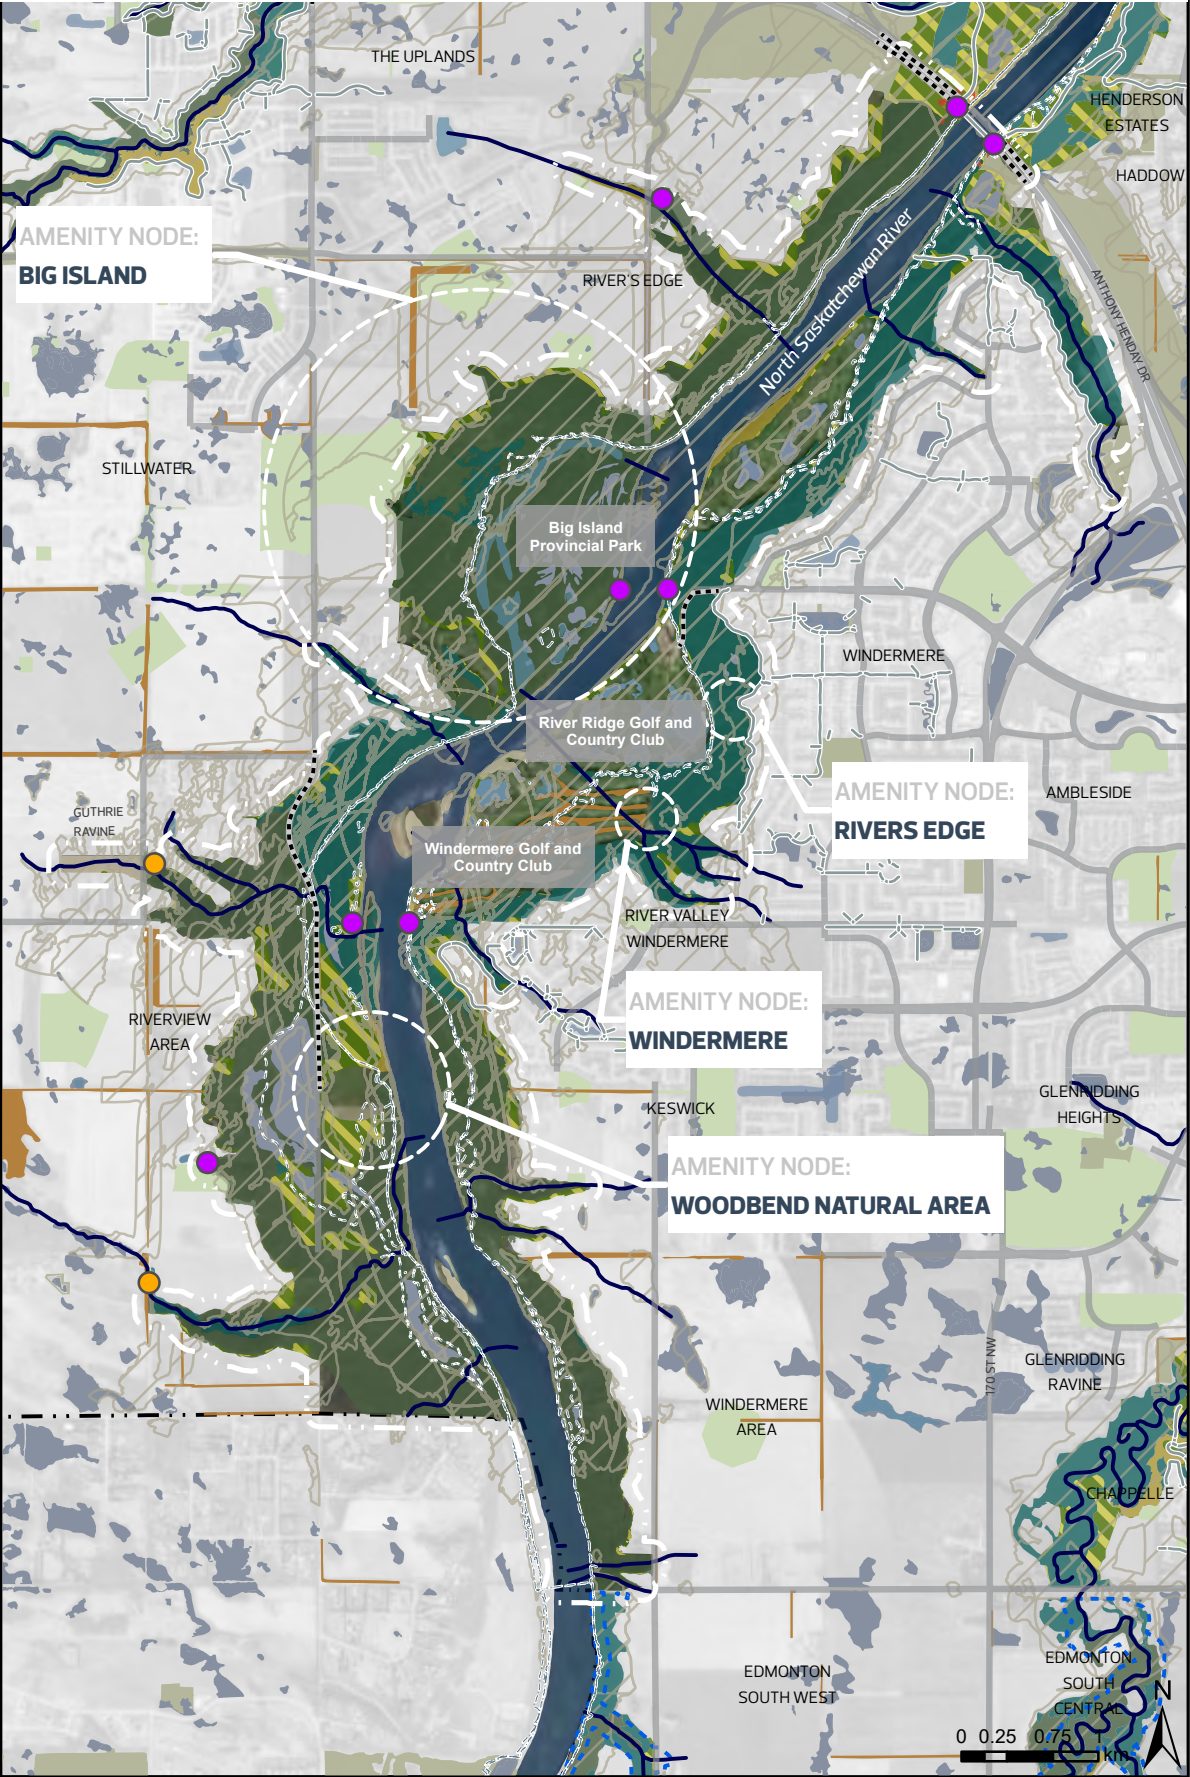 THE UPLANDS
HENDERSON
ESTATES
HADDOW
AMENITY NODE:
BIG ISLAND
RIVER'S EDGE
North Saskatchewan River
ANTHONY HENDAY DR
STILLWATER
Big Island
Provincial Park
WINDERMERE
River Ridge Golf and
Country Club
AMENITY NODE:
RIVERS EDGE
AMBLESIDE
GUTHRIE
RAVINE
Windermere Golf and
Country Club
RIVER VALLEY
WINDERMERE
AMENITY NODE:
WINDERMERE
RIVERVIEW
AREA
GLENRIDDING
HEIGHTS
KESWICK
AMENITY NODE:
WOODBEND NATURAL AREA
170 ST NW
GLENRIDDING
RAVINE
WINDERMERE
AREA
CHAPPELLE
EDMONTON
SOUTH WEST
EDMONTON
SOUTH
CENTRAL
N
0 0.25 0.75 1
km